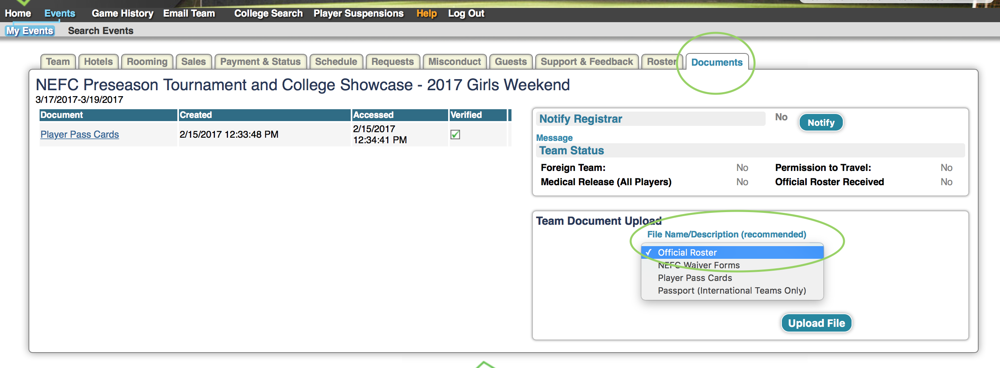 Home Events Game History Email Team College Search Player Suspensions Help Log Out
My Events Search Events
Team Hotels Rooming Sales Payment & Status Schedule Requests Misconduct Guests Support & Feedback Roster Documents
NEFC Preseason Tournament and College Showcase - 2017 Girls Weekend
3/17/2017-3/19/2017
Document Created Accessed Verified
Player Pass Cards 2/15/2017 12:33:48 PM 2/15/2017
12:34:41 PM
Notify Registrar No Notify
Message
Team Status
Foreign Team: No Permission to Travel: No
Medical Release (All Players) No Official Roster Received No
Team Document Upload
File Name/Description (recommended)
✓ Official Roster
NEFC Waiver Forms
Player Pass Cards
Passport (International Teams Only)
Upload File